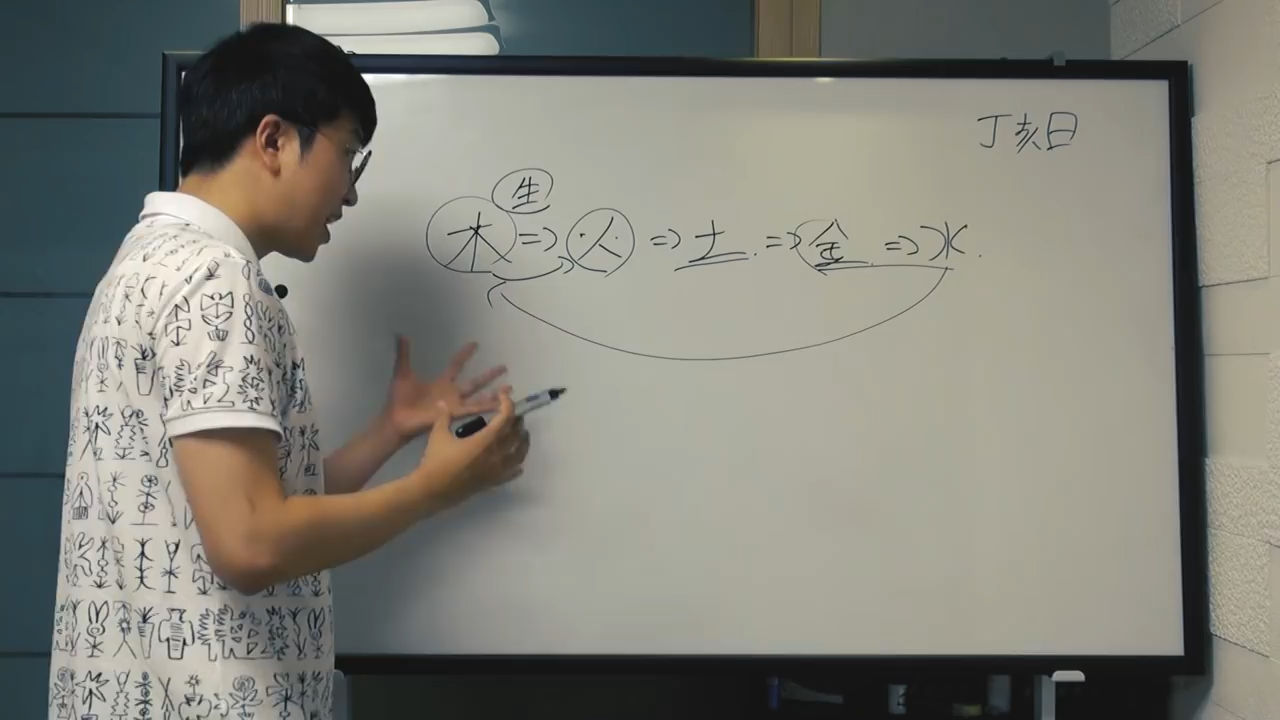 丁亥日
生
木 => 火 => 土 => 金 => 水